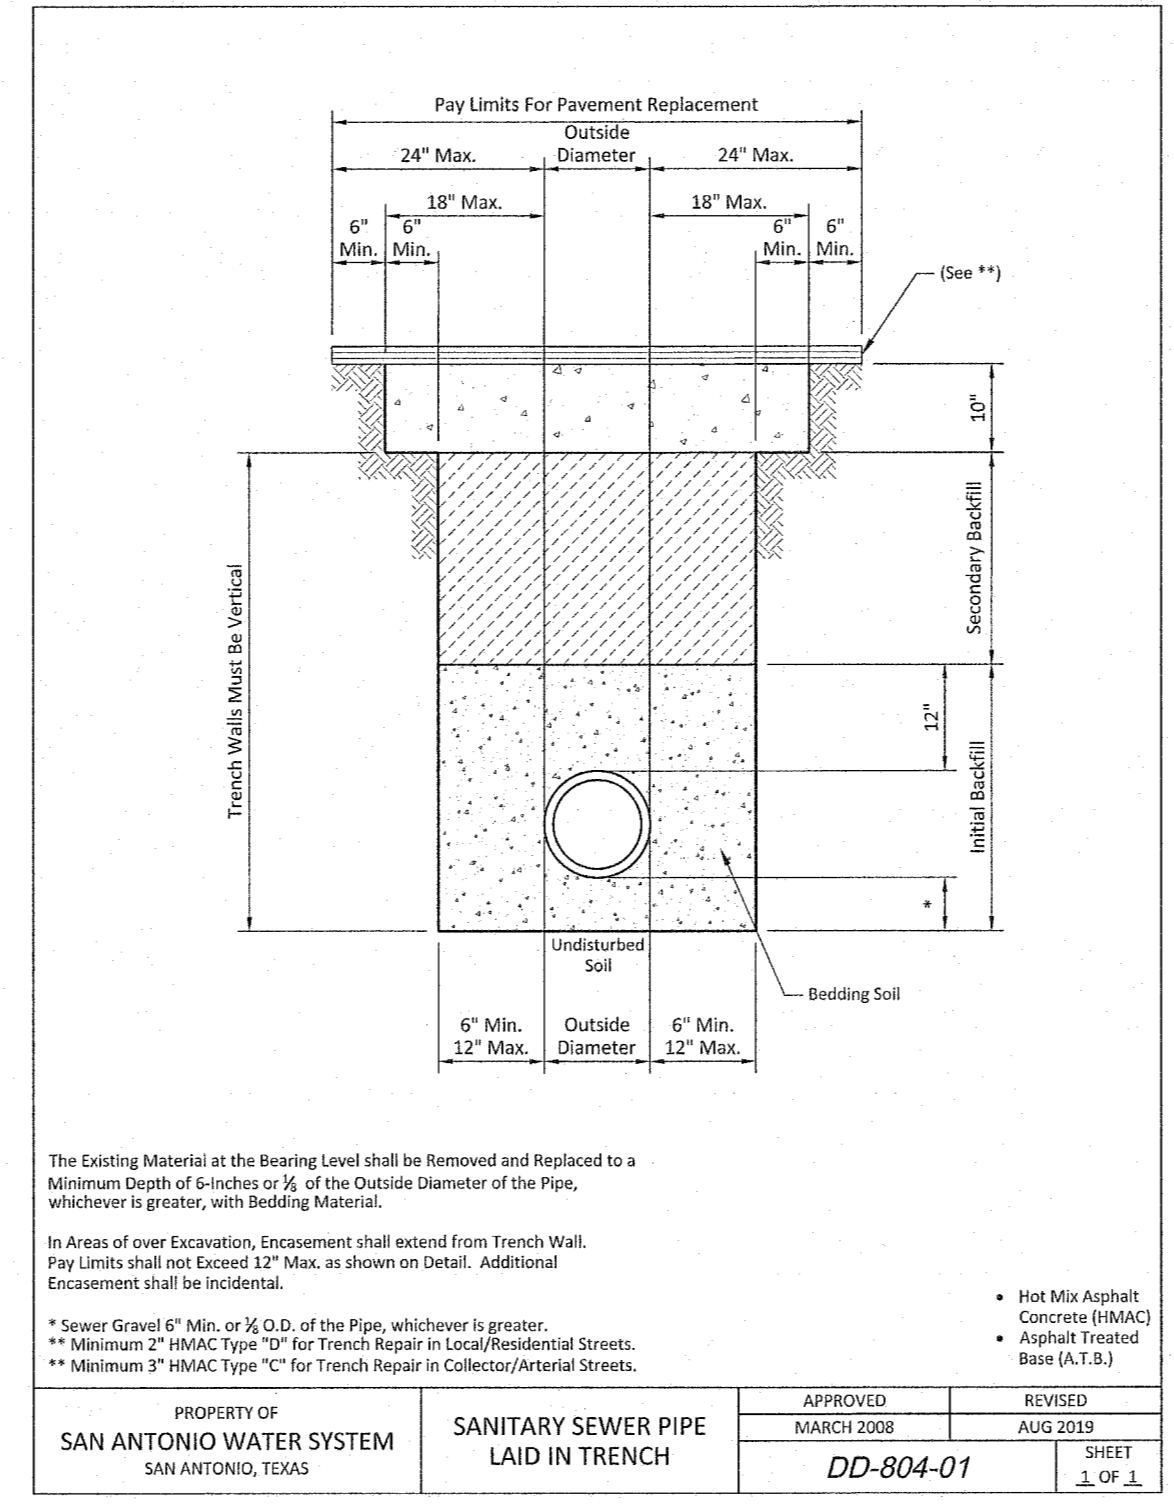 Pay Limits For Pavement Replacement
Outside
24" Max.
Diameter
24" Max.
18" Max.
18" Max.
6"
6"
6"
6"
Min.
Min.
Min.
Min.
(See **)
10"
Secondary Backfill
Trench Walls Must Be Vertical
12"
Initial Backfill
*
Undisturbed
Soil
Bedding Soil
6" Min.
Outside
6" Min.
12" Max.
Diameter
12" Max.
The Existing Material at the Bearing Level shall be Removed and Replaced to a
Minimum Depth of 6-Inches or ⅛ of the Outside Diameter of the Pipe,
whichever is greater, with Bedding Material.
In Areas of over Excavation, Encasement shall extend from Trench Wall.
Pay Limits shall not Exceed 12" Max. as shown on Detail. Additional
Encasement shall be incidental.
* Sewer Gravel 6" Min. or ⅛ O.D. of the Pipe, whichever is greater.
** Minimum 2" HMAC Type "D" for Trench Repair in Local/Residential Streets.
** Minimum 3" HMAC Type "C" for Trench Repair in Collector/Arterial Streets.
• Hot Mix Asphalt
Concrete (HMAC)
• Asphalt Treated
Base (A.T.B.)
PROPERTY OF
SAN ANTONIO WATER SYSTEM
SAN ANTONIO, TEXAS
SANITARY SEWER PIPE
LAID IN TRENCH
APPROVED
REVISED
MARCH 2008
AUG 2019
DD-804-01
SHEET
1 OF 1